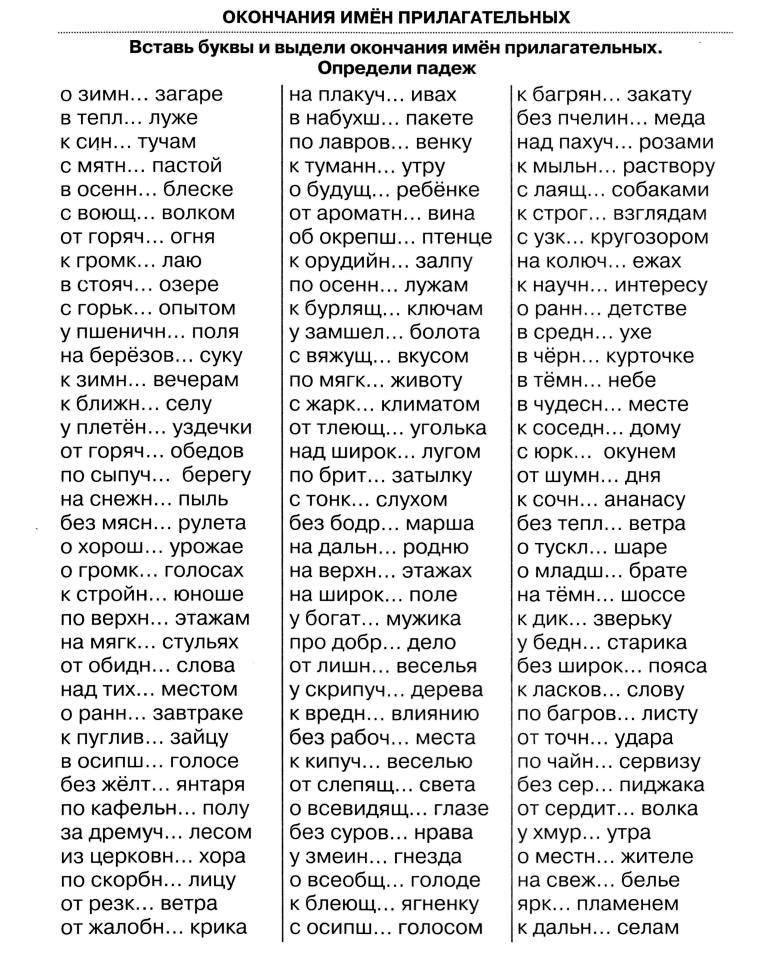 ОКОНЧАНИЯ ИМЁН ПРИЛАГАТЕЛЬНЫХ
Вставь буквы и выдели окончания имён прилагательных.
Определи падеж
о зимн... загаре
в тепл... луже
к син... тучам
с мятн... пастой
в осенн... блеске
с воющ... волком
от горяч... огня
к громк... лаю
в стояч... озере
с горьк... опытом
у пшеничн... поля
на берёзов... суку
к зимн... вечерам
к ближн... селу
у плетён... уздечки
от горяч... обедов
по сыпуч... берегу
на снежн... пыль
без мясн... рулета
о хорош... урожае
о громк... голосах
к стройн... юноше
по верхн... этажам
на мягк... стульях
от обидн... слова
над тих... местом
о ранн... завтраке
к пуглив... зайцу
в осипш... голосе
без жёлт... янтаря
по кафельн... полу
за дремуч... лесом
из церковн... хора
по скорбн... лицу
от резк... ветра
от жалобн... крика
на плакуч... ивах
в набухш... пакете
по лавров... венку
к туманн... утру
о будущ... ребёнке
от ароматн... вина
об окрепш... птенце
к орудийн... залпу
по осенн... лужам
к бурлящ... ключам
у замшел... болота
с вяжущ... вкусом
по мягк... животу
с жарк... климатом
от тлеющ... уголька
над широк... лугом
по брит... затылку
с тонк... слухом
без бодр... марша
на дальн... родню
на верхн... этажах
на широк... поле
у богат... мужика
про добр... дело
от лишн... веселья
у скрипуч... дерева
к вредн... влиянию
без рабоч... места
к кипуч... веселью
от слепящ... света
о всевидящ... глазе
без суров... нрава
у змеин... гнезда
о всеобщ... голоде
к блеющ... ягненку
с осипш... голосом
к багрян... закату
без пчелин... меда
над пахуч... розами
к мыльн... раствору
с лаящ... собаками
к строг... взглядам
с узк... кругозором
на колюч... ежах
к научн... интересу
о ранн... детстве
в средн... ухе
в чёрн... курточке
в тёмн... небе
в чудесн... месте
к соседн... дому
с юрк... окунем
от шумн... дня
к сочн... ананасу
без тепл... ветра
о тускл... шаре
о младш... брате
на тёмн... шоссе
к дик... зверьку
у бедн... старика
без широк... пояса
к ласков... слову
по багров... листу
от точн... удара
по чайн... сервизу
без сер... пиджака
от сердит... волка
у хмур... утра
о местн... жителе
на свеж... белье
ярк... пламенем
к дальн... селам